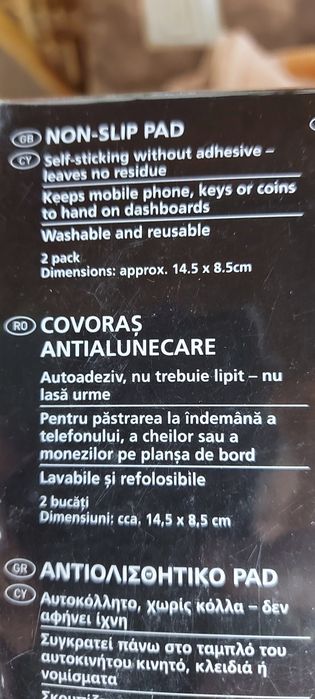 GB NON-SLIP PAD
CY Self-sticking without adhesive –
leaves no residue
Keeps mobile phone, keys or coins
to hand on dashboards
Washable and reusable
2 pack
Dimensions: approx. 14.5 x 8.5cm
RO COVORAȘ
ANTIALUNECARE
Autoadeziv, nu trebuie lipit – nu
lasă urme
Pentru păstrarea la îndemână a
telefonului, a cheilor sau a
monezilor pe planșa de bord
Lavabile și refolosibile
2 bucăți
Dimensiuni: cca. 14,5 x 8,5 cm
GR ΑΝΤΙΟΛΙΣΘΗΤΙΚΟ PAD
CY Αυτοκόλλητο, χωρίς κόλλα – δεν
αφήνει ίχνη
Συγκρατεί πάνω στο ταμπλό του
αυτοκινήτου κινητό, κλειδιά ή
νομίσματα